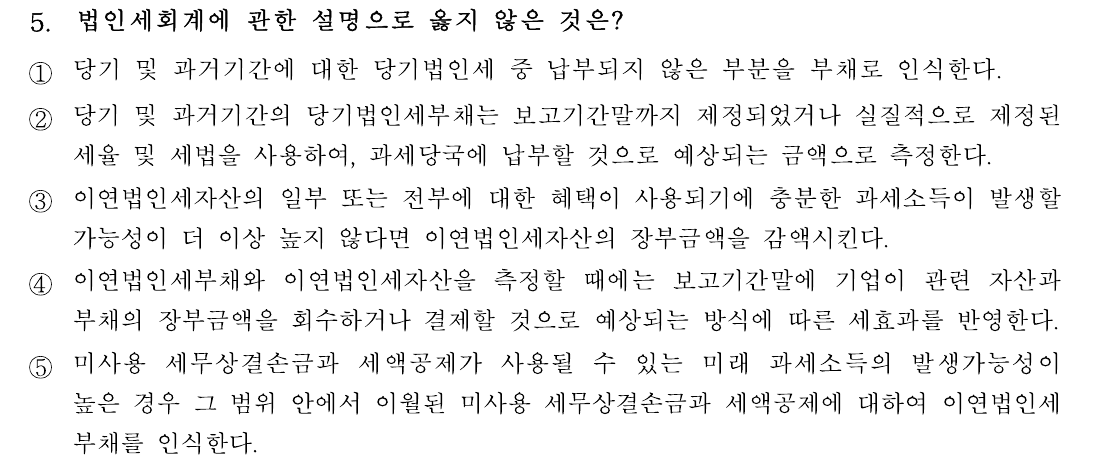 5. 법인세회계에 관한 설명으로 옳지 않은 것은?
① 당기 및 과거기간에 대한 당기법인세 중 납부되지 않은 부분을 부채로 인식한다.
② 당기 및 과거기간의 당기법인세부채는 보고기간말까지 제정되었거나 실질적으로 제정된
세율 및 세법을 사용하여, 과세당국에 납부할 것으로 예상되는 금액으로 측정한다.
③ 이연법인세자산의 일부 또는 전부에 대한 혜택이 사용되기에 충분한 과세소득이 발생할
가능성이 더 이상 높지 않다면 이연법인세자산의 장부금액을 감액시킨다.
④ 이연법인세부채와 이연법인세자산을 측정할 때에는 보고기간말에 기업이 관련 자산과
부채의 장부금액을 회수하거나 결제할 것으로 예상되는 방식에 따른 세효과를 반영한다.
⑤ 미사용 세무상결손금과 세액공제가 사용될 수 있는 미래 과세소득의 발생가능성이
높은 경우 그 범위 안에서 이월된 미사용 세무상결손금과 세액공제에 대하여 이연법인세
부채를 인식한다.